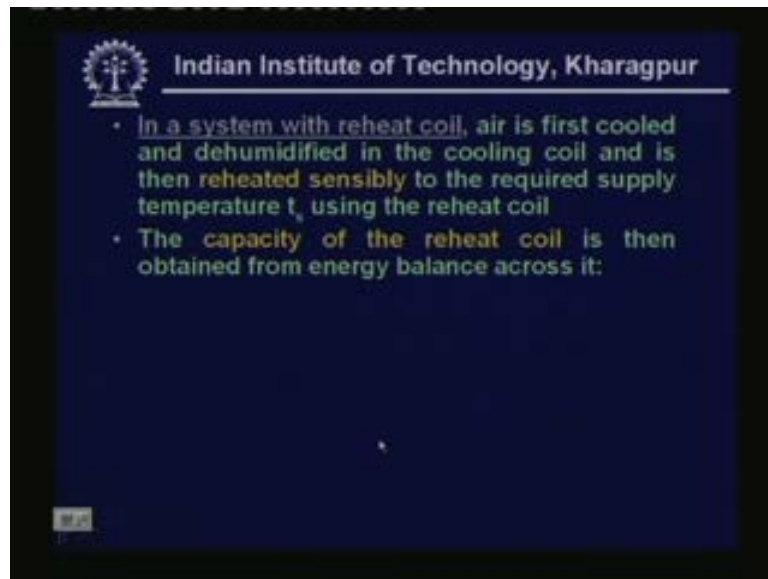 Indian Institute of Technology, Kharagpur
• In a system with reheat coil, air is first cooled
and dehumidified in the cooling coil and is
then reheated sensibly to the required supply
temperature ts using the reheat coil
• The capacity of the reheat coil is then
obtained from energy balance across it: